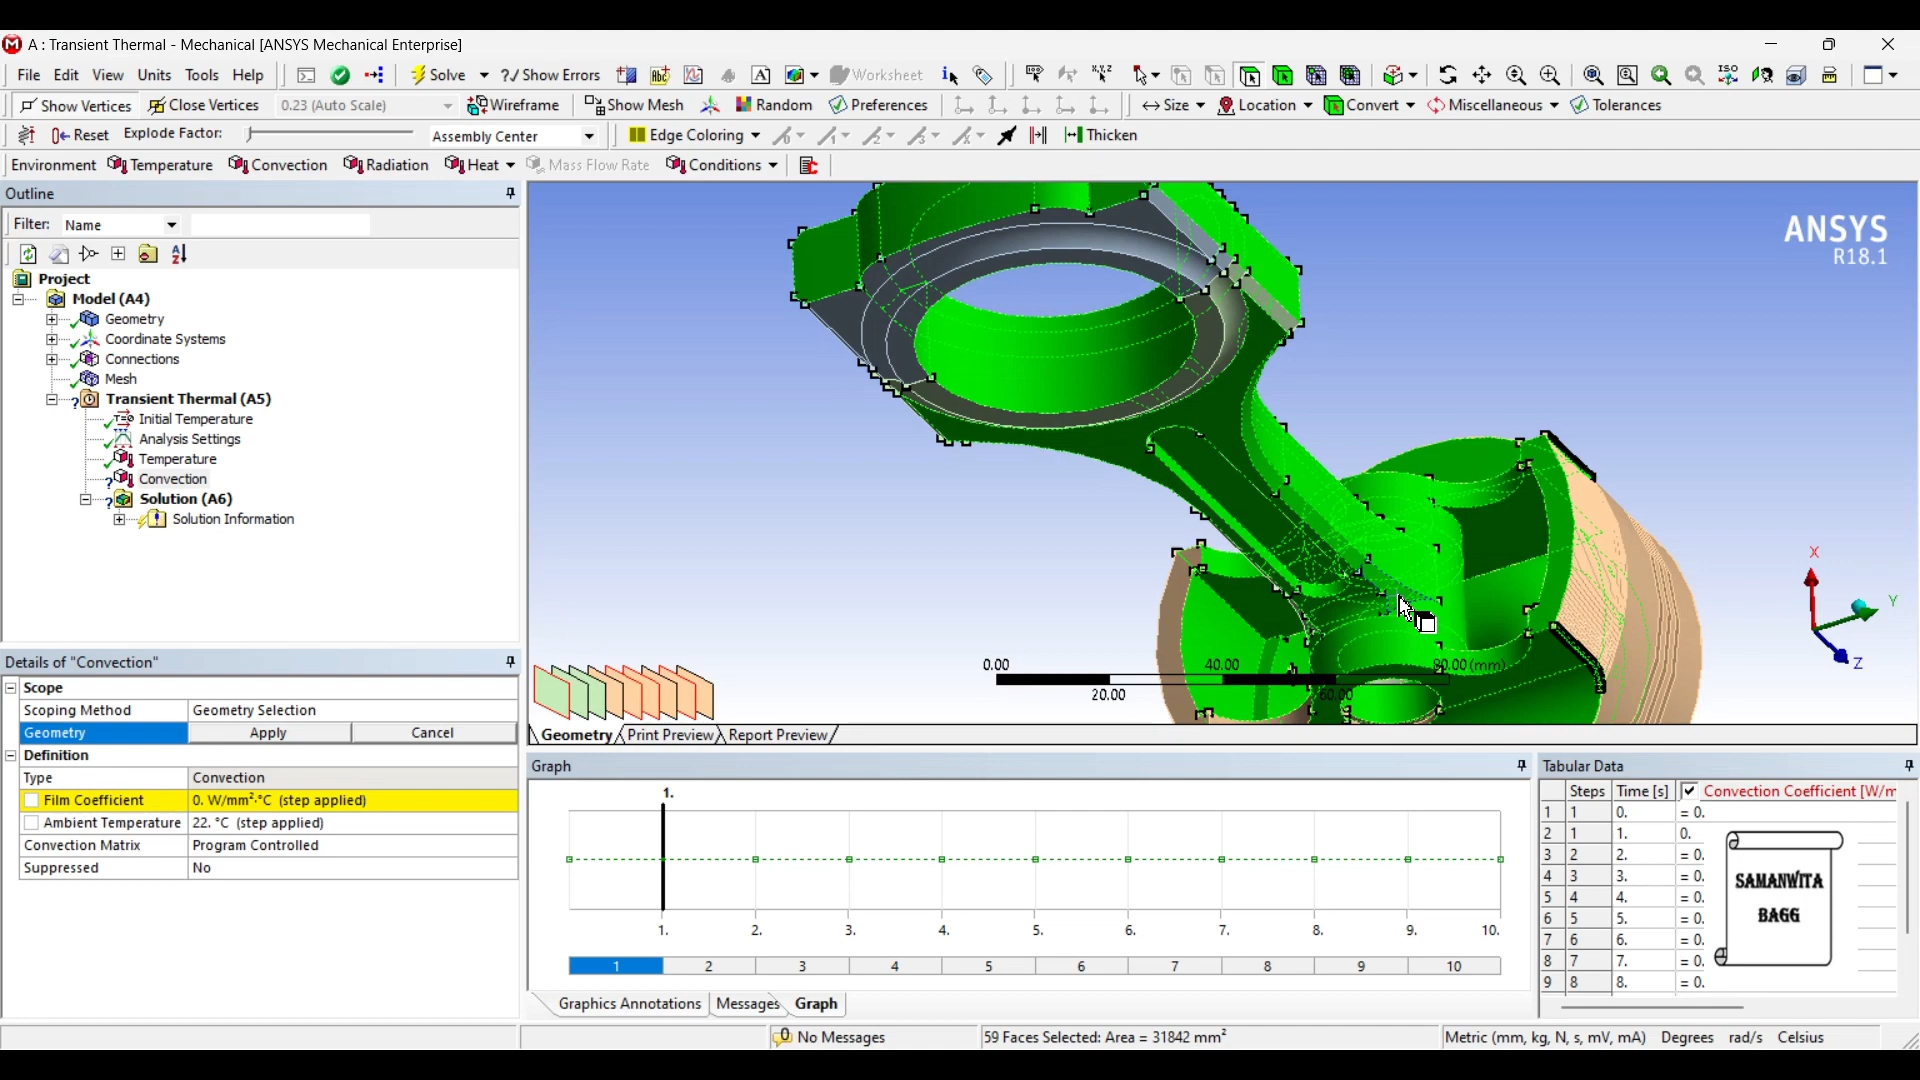 A : Transient Thermal - Mechanical [ANSYS Mechanical Enterprise]
File Edit View Units Tools Help Solve ?/ Show Errors Worksheet
Show Vertices Close Vertices 0.23 (Auto Scale) Wireframe Show Mesh Random Preferences Size Location Convert Miscellaneous Tolerances
Reset Explode Factor: Assembly Center Edge Coloring Thicken
Environment Temperature Convection Radiation Heat Mass Flow Rate Conditions
Outline
Filter: Name
Project
Model (A4)
Geometry
Coordinate Systems
Connections
Mesh
Transient Thermal (A5)
Initial Temperature
Analysis Settings
Temperature
Convection
Solution (A6)
Solution Information
ANSYS
R18.1
X
Y
Z
0.00 40.00 80.00 (mm)
20.00 60.00
Geometry Print Preview Report Preview
Details of "Convection"
Scope
Scoping Method Geometry Selection
Geometry Apply Cancel
Definition
Type Convection
Film Coefficient 0. W/mm²·°C (step applied)
Ambient Temperature 22. °C (step applied)
Convection Matrix Program Controlled
Suppressed No
Graph
1.
1. 2. 3. 4. 5. 6. 7. 8. 9. 10.
1 2 3 4 5 6 7 8 9 10
Graphics Annotations Messages Graph
Tabular Data
Steps Time [s] Convection Coefficient [W/m
1 1 0. = 0.
2 1 1. 0.
3 2 2. = 0.
4 3 3. = 0.
5 4 4. = 0.
6 5 5. = 0.
7 6 6. = 0.
8 7 7. = 0.
9 8 8. = 0.
SAMANWITA
BAGG
No Messages 59 Faces Selected: Area = 31842 mm² Metric (mm, kg, N, s, mV, mA) Degrees rad/s Celsius